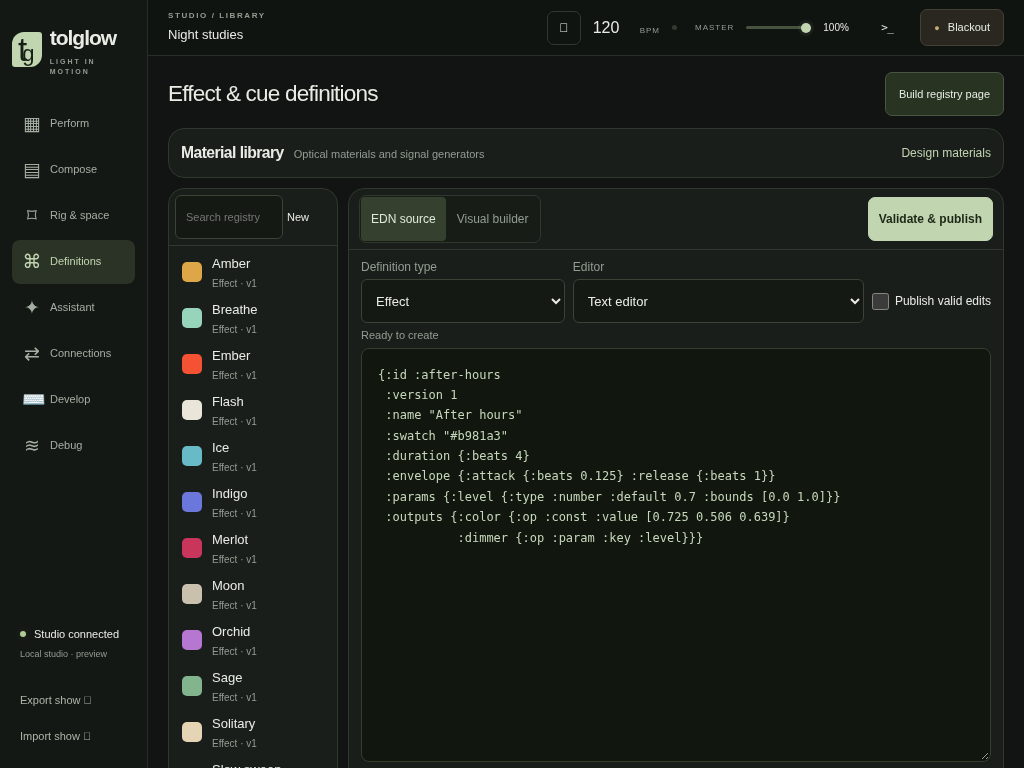 tg
tolglow
LIGHT IN MOTION
Perform
Compose
Rig & space
Definitions
Assistant
Connections
Develop
Debug
Studio connected
Local studio · preview
Export show
Import show
STUDIO / LIBRARY
Night studies
120 BPM
MASTER
100%
>_
Blackout
Effect & cue definitions
Build registry page
Material library
Optical materials and signal generators
Design materials
Search registry
New
Amber
Effect · v1
Breathe
Effect · v1
Ember
Effect · v1
Flash
Effect · v1
Ice
Effect · v1
Indigo
Effect · v1
Merlot
Effect · v1
Moon
Effect · v1
Orchid
Effect · v1
Sage
Effect · v1
Solitary
Effect · v1
EDN source
Visual builder
Validate & publish
Definition type
Editor
Effect
Text editor
Publish valid edits
Ready to create
{:id :after-hours
:version 1
:name "After hours"
:swatch "#b981a3"
:duration {:beats 4}
:envelope {:attack {:beats 0.125} :release {:beats 1}}
:params {:level {:type :number :default 0.7 :bounds [0.0 1.0]}}
:outputs {:color {:op :const :value [0.725 0.506 0.639]}
:dimmer {:op :param :key :level}}}